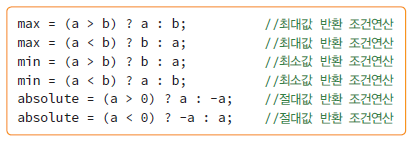 max = (a > b) ? a : b; //최대값 반환 조건연산
max = (a < b) ? b : a; //최대값 반환 조건연산
min = (a > b) ? b : a; //최소값 반환 조건연산
min = (a < b) ? a : b; //최소값 반환 조건연산
absolute = (a > 0) ? a : -a; //절대값 반환 조건연산
absolute = (a < 0) ? -a : a; //절대값 반환 조건연산